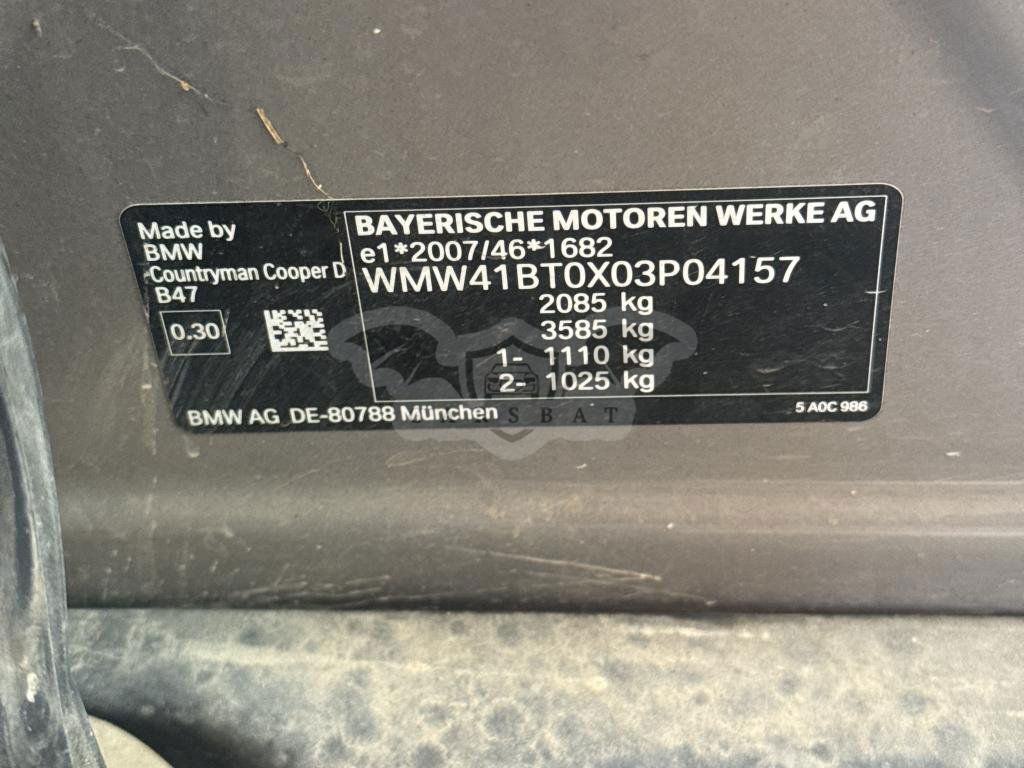 Made by
BMW
Countryman Cooper D
B47
0.30
BMW AG DE-80788 München
BAYERISCHE MOTOREN WERKE AG
e1*2007/46*1682
WMW41BT0X03P04157
2085 kg
3585 kg
1- 1110 kg
2- 1025 kg
5 A0C 986